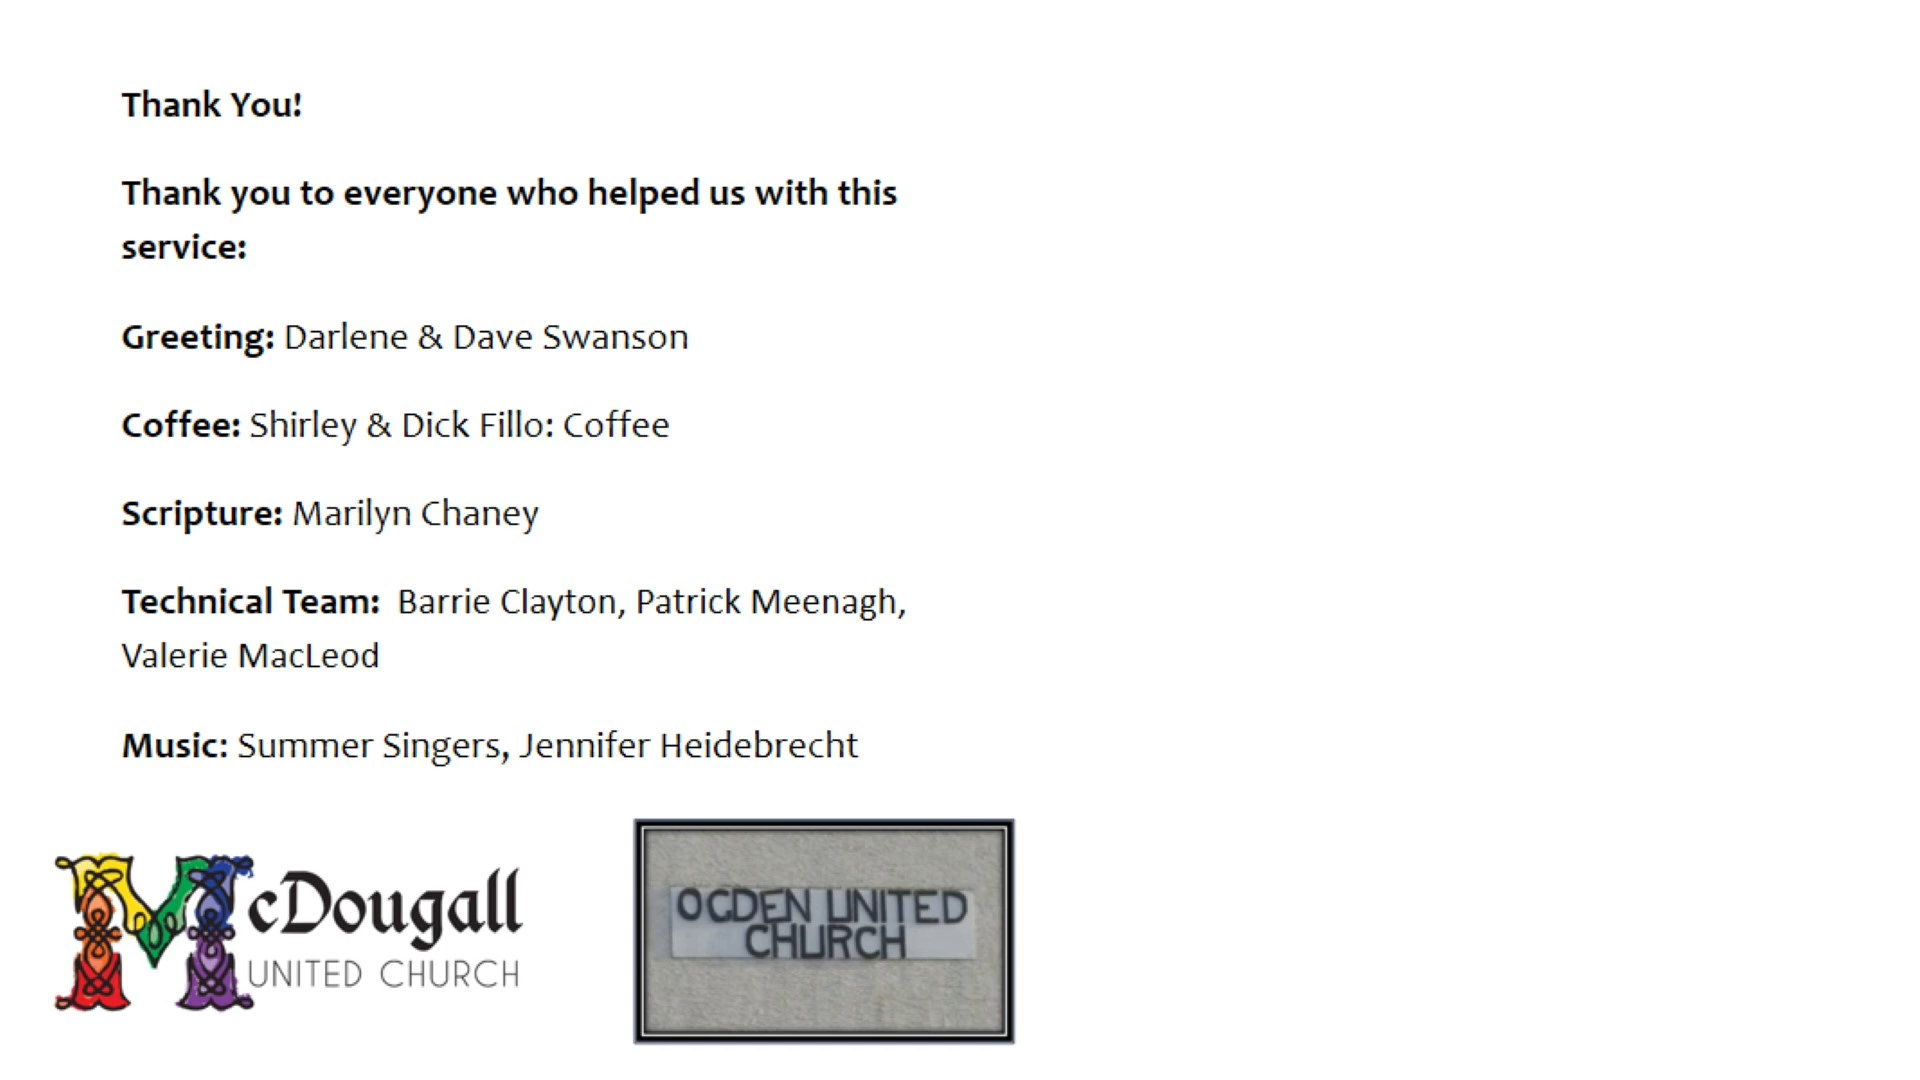 Thank You!
Thank you to everyone who helped us with this
service:
Greeting: Darlene & Dave Swanson
Coffee: Shirley & Dick Fillo: Coffee
Scripture: Marilyn Chaney
Technical Team:  Barrie Clayton, Patrick Meenagh,
Valerie MacLeod
Music: Summer Singers, Jennifer Heidebrecht
McDougall
UNITED CHURCH
OGDEN UNITED
CHURCH